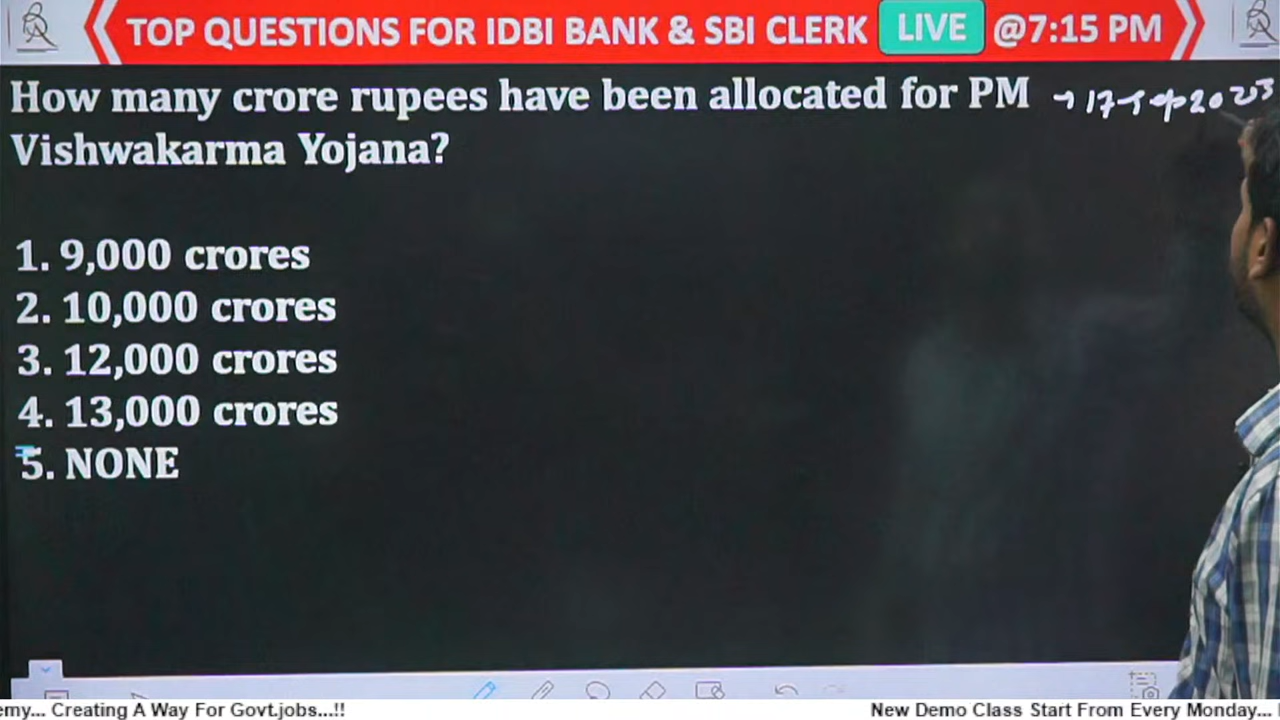 TOP QUESTIONS FOR IDBI BANK & SBI CLERK LIVE @7:15 PM
How many crore rupees have been allocated for PM
Vishwakarma Yojana?
1. 9,000 crores
2. 10,000 crores
3. 12,000 crores
4. 13,000 crores
5. NONE
emy... Creating A Way For Govt.jobs...!! New Demo Class Start From Every Monday...